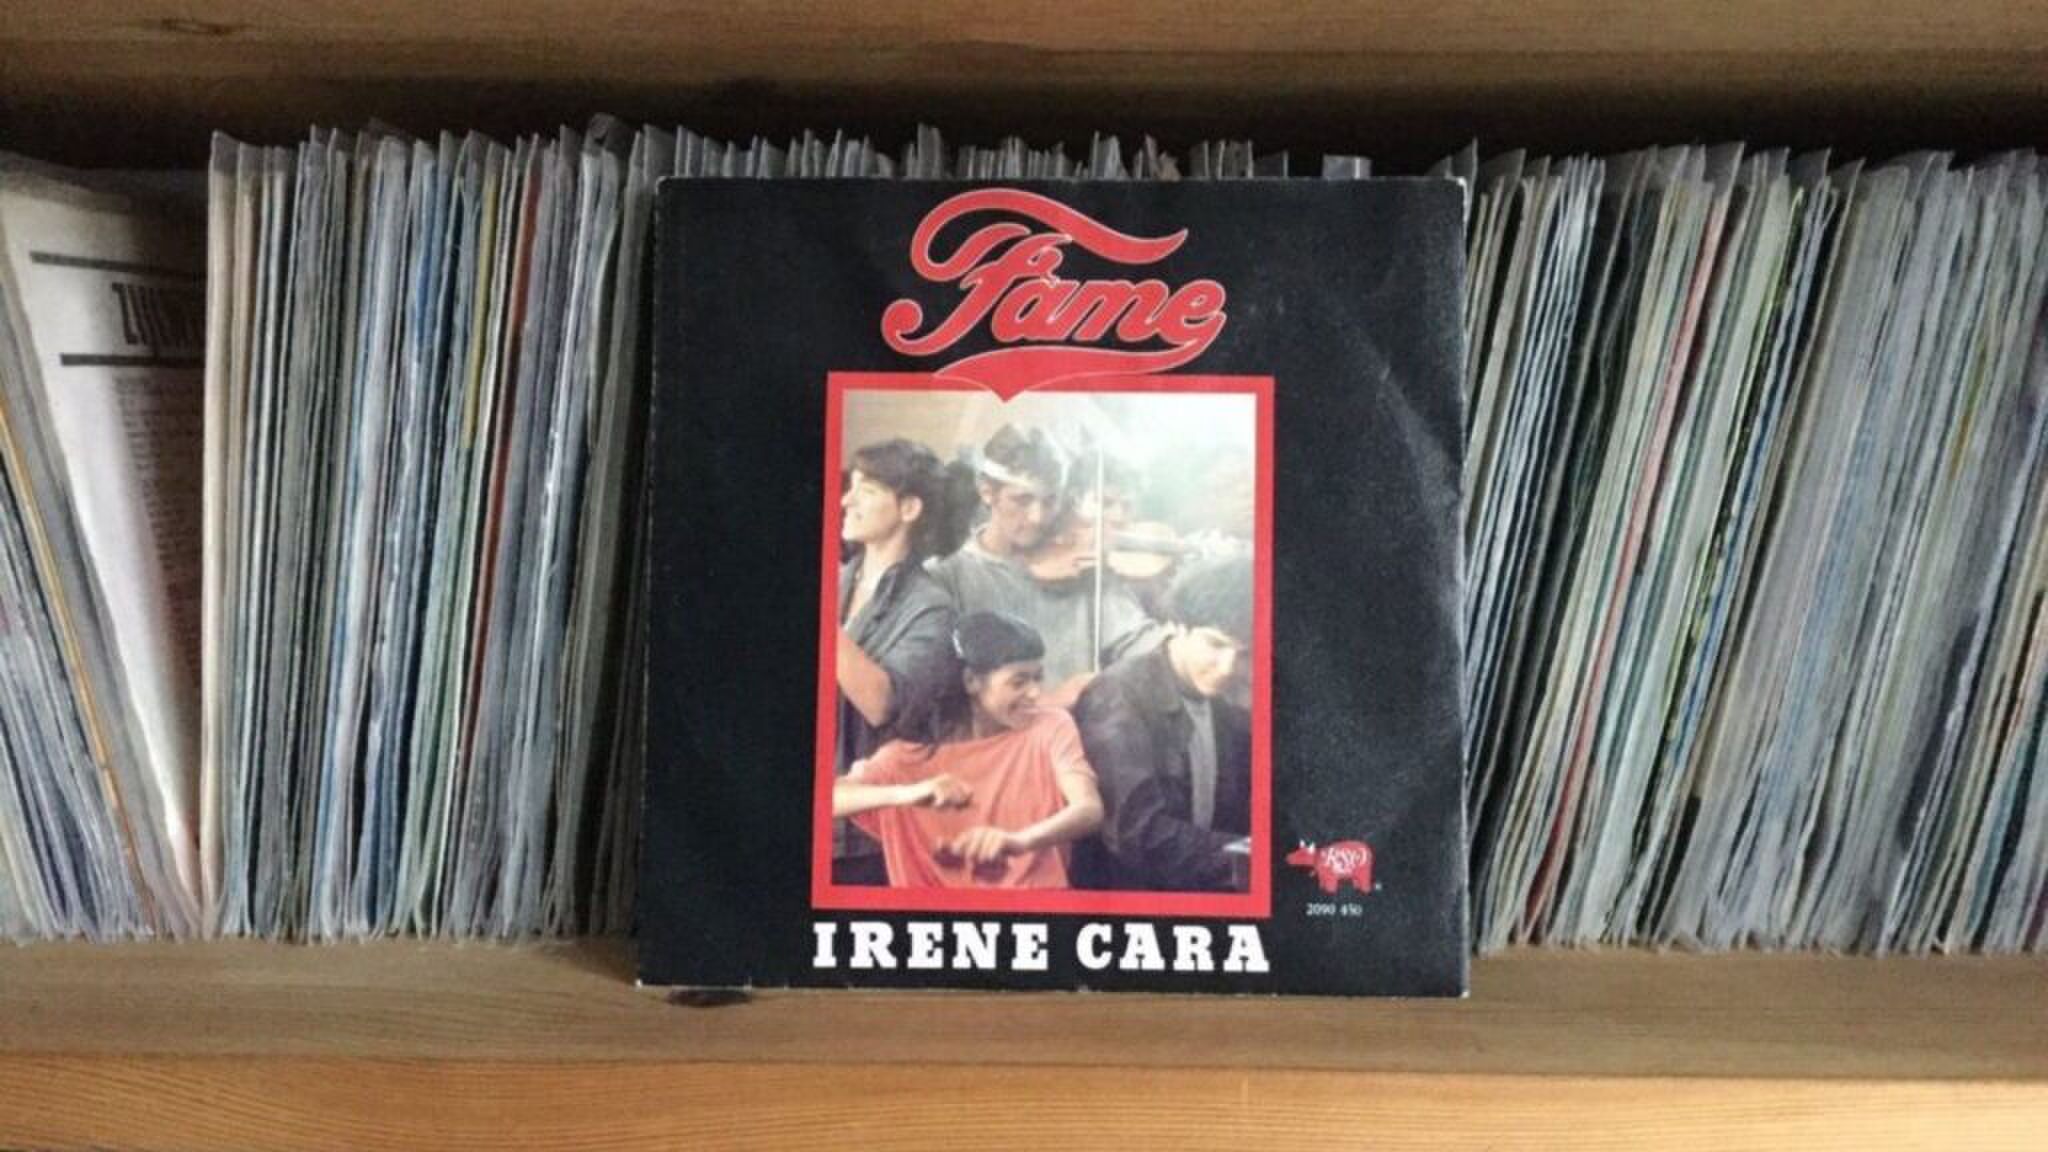 Fame
RSO
2090 450
IRENE CARA